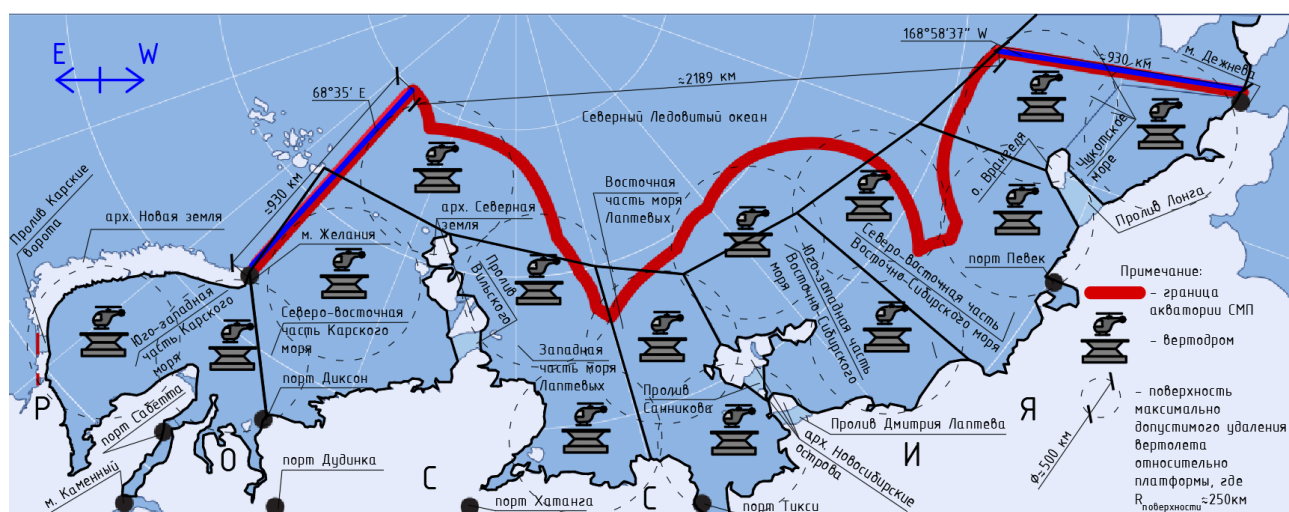 E W
168°58'37" W
≈930 км
м. Дежнева
≈2189 км
68°35' E
Северный Ледовитый океан
≈930 км
о. Врангеля
Чукотское
море
Пролив Лонга
Пролив Карские
ворота
арх. Новая земля
м. Желания
арх. Северная
земля
Пролив
Вильского
Восточная
часть моря
Лаптевых
Юго-западная
часть Карского
моря
Северо-восточная
часть Карского
моря
Западная
часть моря
Лаптевых
Юго-западная часть
Восточно-Сибирского
моря
Северо-восточная часть
Восточно-Сибирского моря
порт Певек
порт Диксон
порт Сабетта
м. Каменный
порт Дудинка
порт Хатанга
порт Тикси
Пролив
Санникова
Пролив Дмитрия Лаптева
арх. Новосибирские
острова
Р О С С И Я
Примечание:
– граница
акватории СМП
– вертодром
Ф≈500 км
– поверхность
максимально
допустимого удаления
вертолета
относительно
платформы, где
Rповерхности≈250км